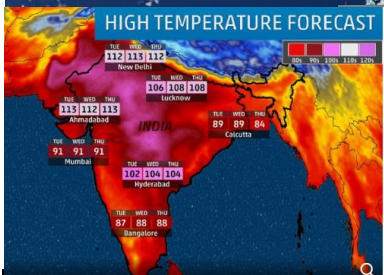 HIGH TEMPERATURE FORECAST
80s 90s 100s 110s 120s
TUE WED THU
112 113 112
New Delhi
TUE WED THU
106 108 108
Lucknow
TUE WED THU
113 112 113
Ahmadabad
TUE WED THU
89 89 84
Calcutta
INDIA
TUE WED THU
91 91 91
Mumbai
TUE WED THU
102 104 104
Hyderabad
TUE WED THU
87 88 88
Bangalore